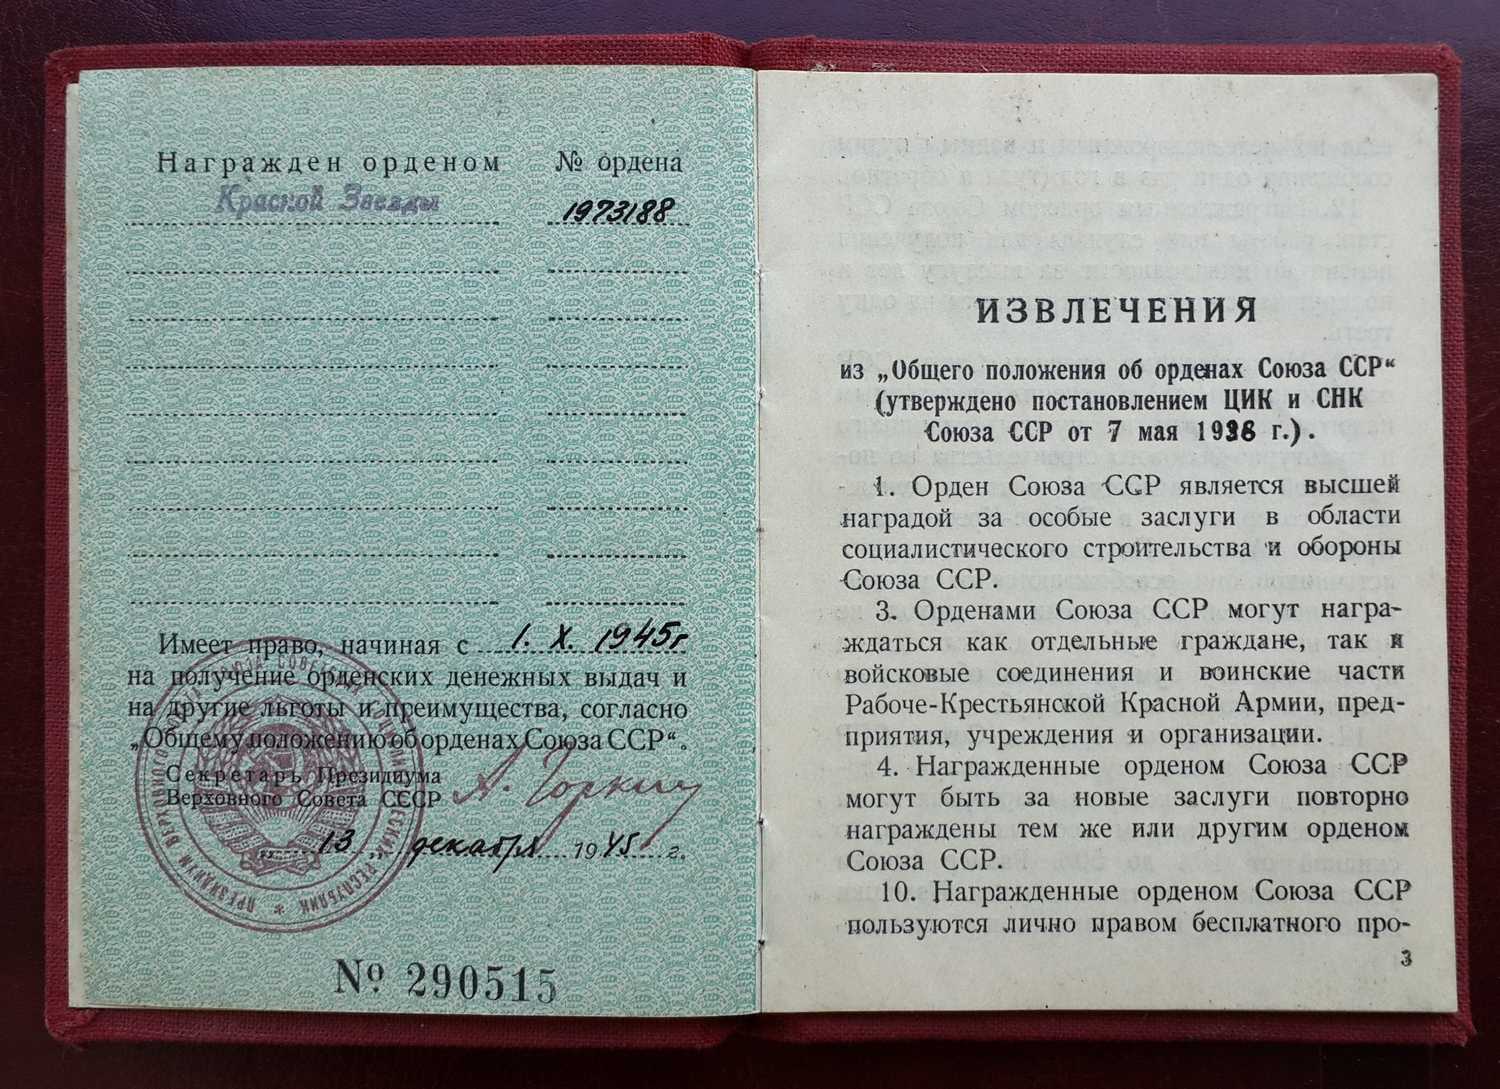 Награжден орденом № ордена
Красной Звезды 1973188
Имеет право, начиная с 1. X. 1945г
на получение орденских денежных выдач и
на другие льготы и преимущества, согласно
„Общему положению об орденах Союза ССР“.
Секретарь Президиума
Верховного Совета СССР А. Горкин
13 декабря 1945 г.
№ 290515
ИЗВЛЕЧЕНИЯ
из „Общего положения об орденах Союза ССР“
(утверждено постановлением ЦИК и СНК
Союза ССР от 7 мая 1936 г.).
1. Орден Союза ССР является высшей
наградой за особые заслуги в области
социалистического строительства и обороны
Союза ССР.
3. Орденами Союза ССР могут награ-
ждаться как отдельные граждане, так и
войсковые соединения и воинские части
Рабоче-Крестьянской Красной Армии, пред-
приятия, учреждения и организации.
4. Награжденные орденом Союза ССР
могут быть за новые заслуги повторно
награждены тем же или другим орденом
Союза ССР.
10. Награжденные орденом Союза ССР
пользуются лично правом бесплатного про-
3